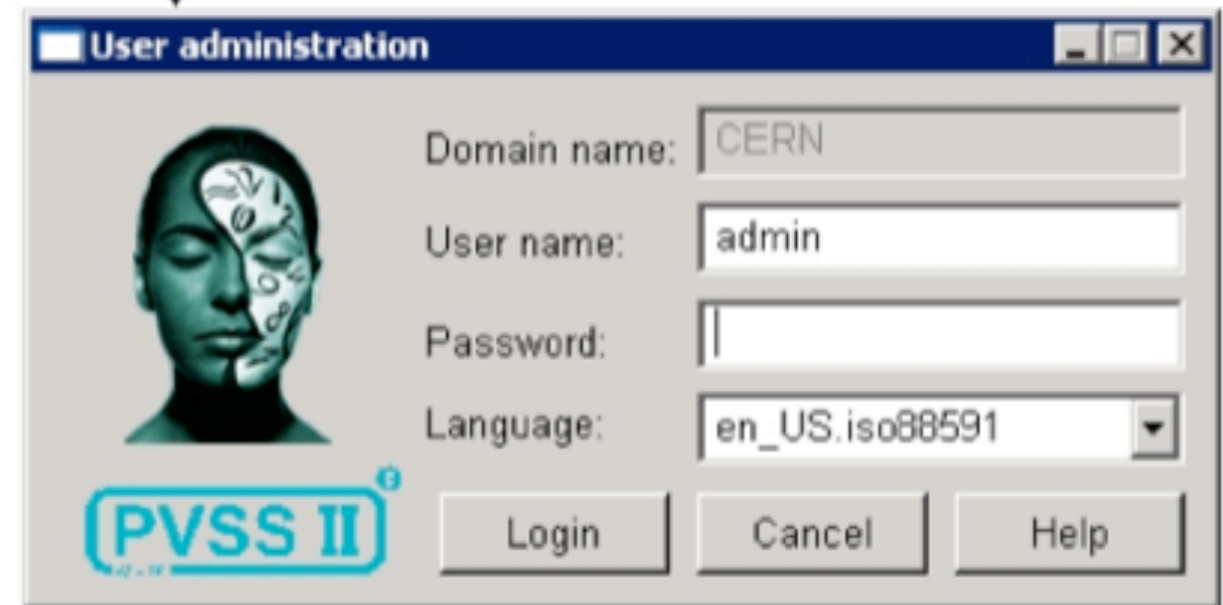 User administration
Domain name: CERN
User name: admin
Password:
Language: en_US.iso88591
PVSS II
Login Cancel Help